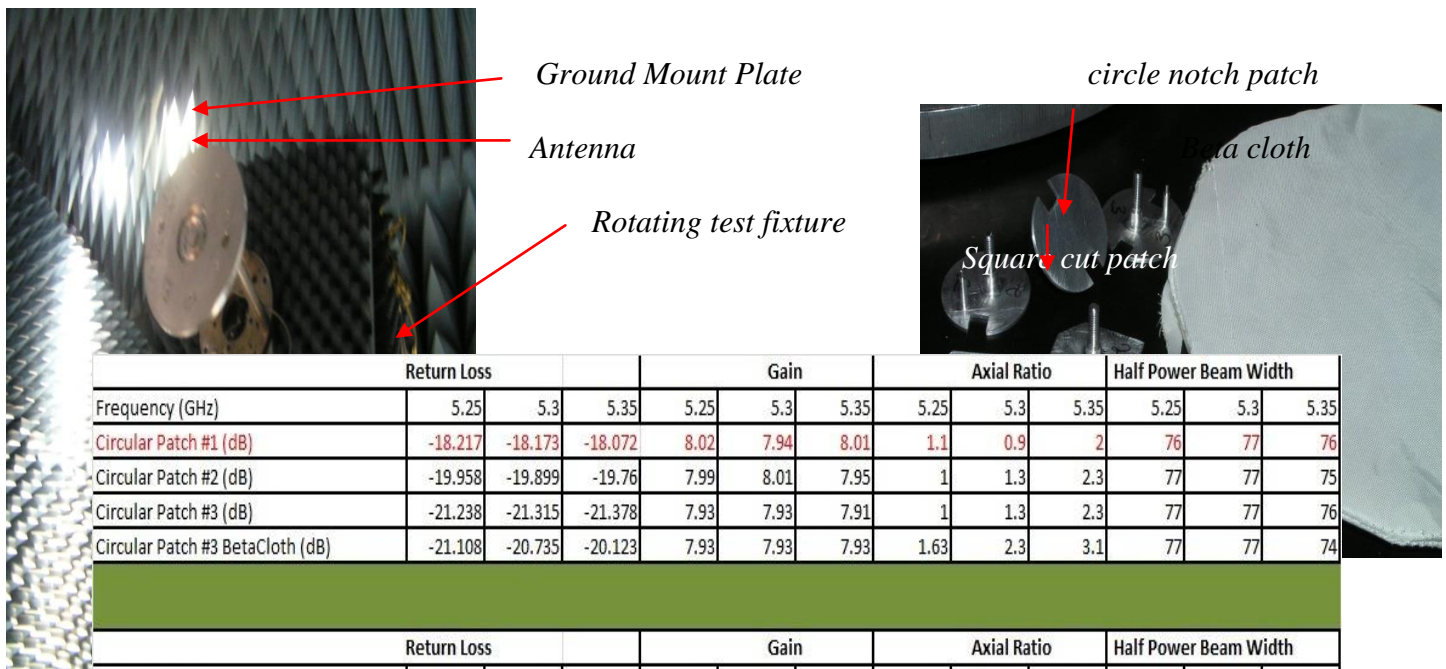 Ground Mount Plate
circle notch patch
Antenna
Beta cloth
Rotating test fixture
Square cut patch
Return Loss Gain Axial Ratio Half Power Beam Width
Frequency (GHz) 5.25 5.3 5.35 5.25 5.3 5.35 5.25 5.3 5.35 5.25 5.3 5.35
Circular Patch #1 (dB) -18.217 -18.173 -18.072 8.02 7.94 8.01 1.1 0.9 2 76 77 76
Circular Patch #2 (dB) -19.958 -19.899 -19.76 7.99 8.01 7.95 1 1.3 2.3 77 77 75
Circular Patch #3 (dB) -21.238 -21.315 -21.378 7.93 7.93 7.91 1 1.3 2.3 77 77 76
Circular Patch #3 BetaCloth (dB) -21.108 -20.735 -20.123 7.93 7.93 7.93 1.63 2.3 3.1 77 77 74
Return Loss Gain Axial Ratio Half Power Beam Width